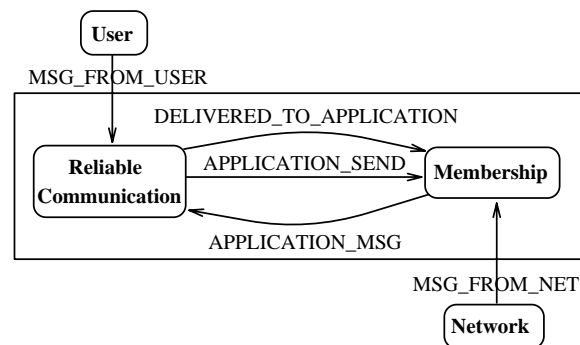 User
MSG_FROM_USER
DELIVERED_TO_APPLICATION
Reliable
Communication
APPLICATION_SEND
Membership
APPLICATION_MSG
MSG_FROM_NET
Network